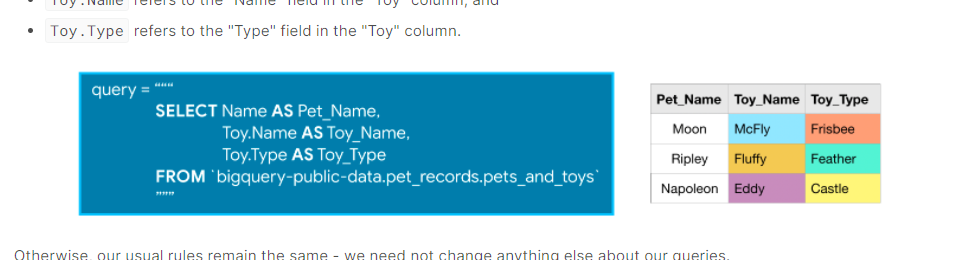 Toy.Name refers to the "Name" field in the "Toy" column, and
Toy.Type refers to the "Type" field in the "Toy" column.
query = """
SELECT Name AS Pet_Name,
Toy.Name AS Toy_Name,
Toy.Type AS Toy_Type
FROM `bigquery-public-data.pet_records.pets_and_toys`
"""
Pet_Name Toy_Name Toy_Type
Moon McFly Frisbee
Ripley Fluffy Feather
Napoleon Eddy Castle
Otherwise, our usual rules remain the same - we need not change anything else about our queries.